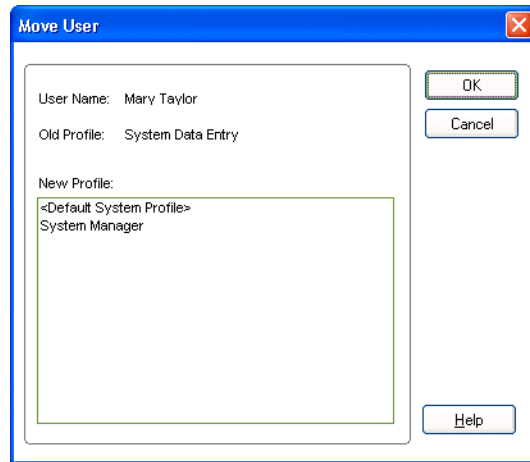 Move User
User Name: Mary Taylor
Old Profile: System Data Entry
New Profile:
<Default System Profile>
System Manager
OK
Cancel
Help